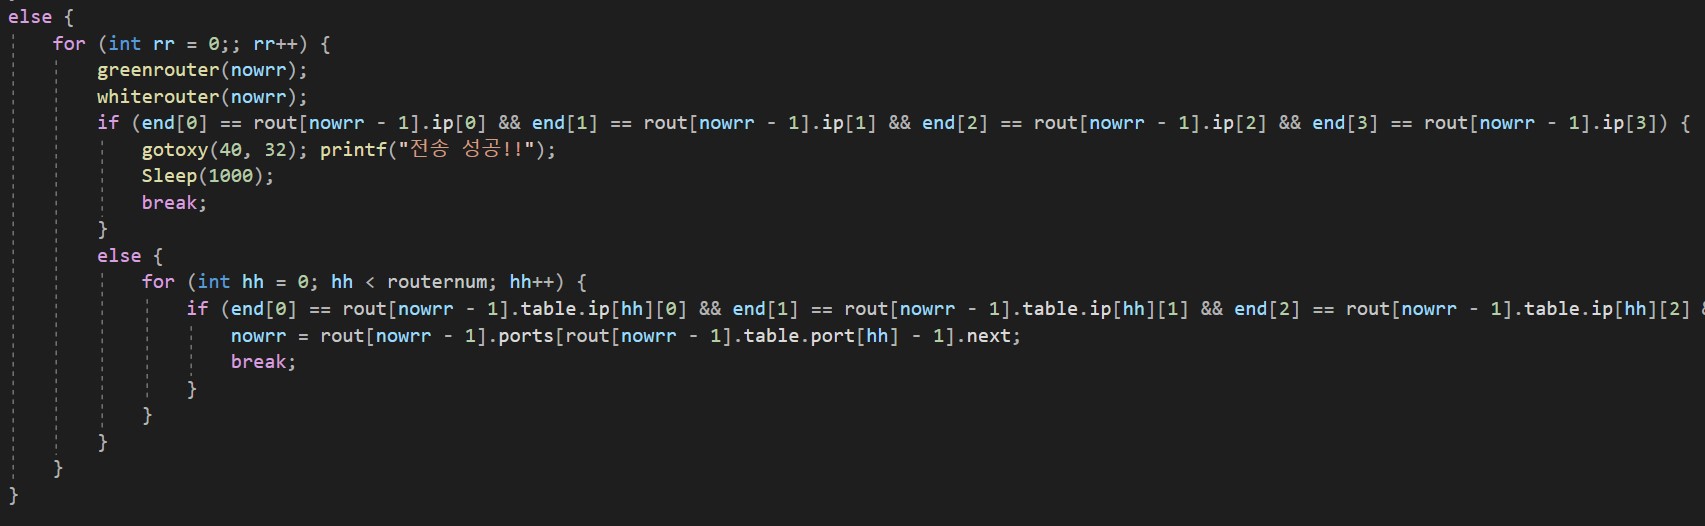 else {
for (int rr = 0;; rr++) {
greenrouter(nowrr);
whiterouter(nowrr);
if (end[0] == rout[nowrr - 1].ip[0] && end[1] == rout[nowrr - 1].ip[1] && end[2] == rout[nowrr - 1].ip[2] && end[3] == rout[nowrr - 1].ip[3]) {
gotoxy(40, 32); printf("전송 성공!!");
Sleep(1000);
break;
}
else {
for (int hh = 0; hh < routernum; hh++) {
if (end[0] == rout[nowrr - 1].table.ip[hh][0] && end[1] == rout[nowrr - 1].table.ip[hh][1] && end[2] == rout[nowrr - 1].table.ip[hh][2]
nowrr = rout[nowrr - 1].ports[rout[nowrr - 1].table.port[hh] - 1].next;
break;
}
}
}
}
}